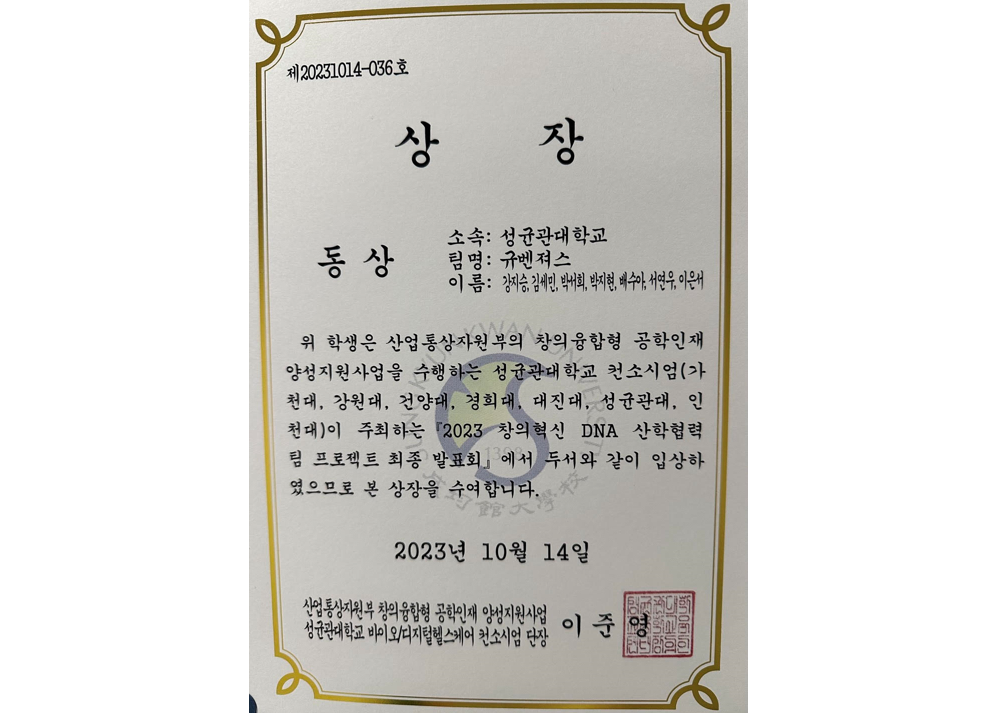 제20231014-036호
상 장
동 상
소속: 성균관대학교
팀명: 규벤져스
이름: 강지승, 김세민, 박서희, 박지현, 배수아, 서연우, 이은서
위 학생은 산업통상자원부의 창의융합형 공학인재
양성지원사업을 수행하는 성균관대학교 컨소시엄(가
천대, 강원대, 건양대, 경희대, 대진대, 성균관대, 인
천대)이 주최하는 『2023 창의혁신 DNA 산학협력
팀 프로젝트 최종 발표회』에서 두서와 같이 입상하
였으므로 본 상장을 수여합니다.
2023년 10월 14일
산업통상자원부 창의융합형 공학인재 양성지원사업
성균관대학교 바이오/디지털헬스케어 컨소시엄 단장
이 준 영